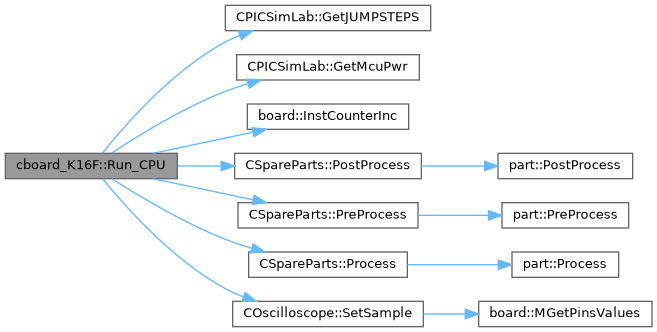 CPICSimLab::GetJUMPSTEPS
CPICSimLab::GetMcuPwr
board::InstCounterInc
cboard_K16F::Run_CPU
CSpareParts::PostProcess
part::PostProcess
CSpareParts::PreProcess
part::PreProcess
CSpareParts::Process
part::Process
COscilloscope::SetSample
board::MGetPinsValues